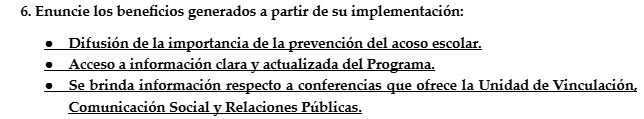 6. Enuncie los beneficios generados a partir de su implementación:
● Difusión de la importancia de la prevención del acoso escolar.
● Acceso a información clara y actualizada del Programa.
● Se brinda información respecto a conferencias que ofrece la Unidad de Vinculación,
Comunicación Social y Relaciones Públicas.